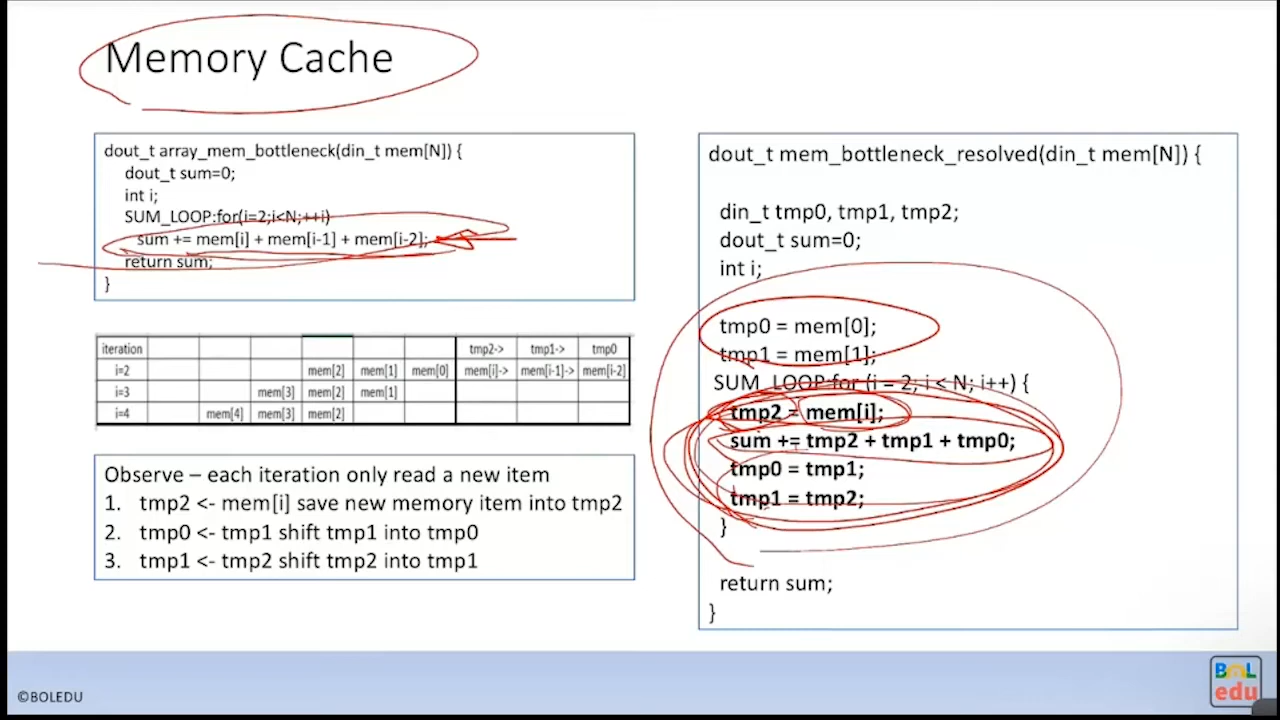 Memory Cache
dout_t array_mem_bottleneck(din_t mem[N]) {
dout_t sum=0;
int i;
SUM_LOOP:for(i=2;i<N;++i)
sum += mem[i] + mem[i-1] + mem[i-2];
return sum;
}
iteration tmp2-> tmp1-> tmp0
i=2 mem[2] mem[1] mem[0] mem[i]-> mem[i-1]-> mem[i-2]
i=3 mem[3] mem[2] mem[1]
i=4 mem[4] mem[3] mem[2]
Observe – each iteration only read a new item
1. tmp2 <- mem[i] save new memory item into tmp2
2. tmp0 <- tmp1 shift tmp1 into tmp0
3. tmp1 <- tmp2 shift tmp2 into tmp1
dout_t mem_bottleneck_resolved(din_t mem[N]) {
din_t tmp0, tmp1, tmp2;
dout_t sum=0;
int i;
tmp0 = mem[0];
tmp1 = mem[1];
SUM_LOOP:for (i = 2; i < N; i++) {
tmp2 = mem[i];
sum += tmp2 + tmp1 + tmp0;
tmp0 = tmp1;
tmp1 = tmp2;
}
return sum;
}
©BOLEDU
BOL
edu